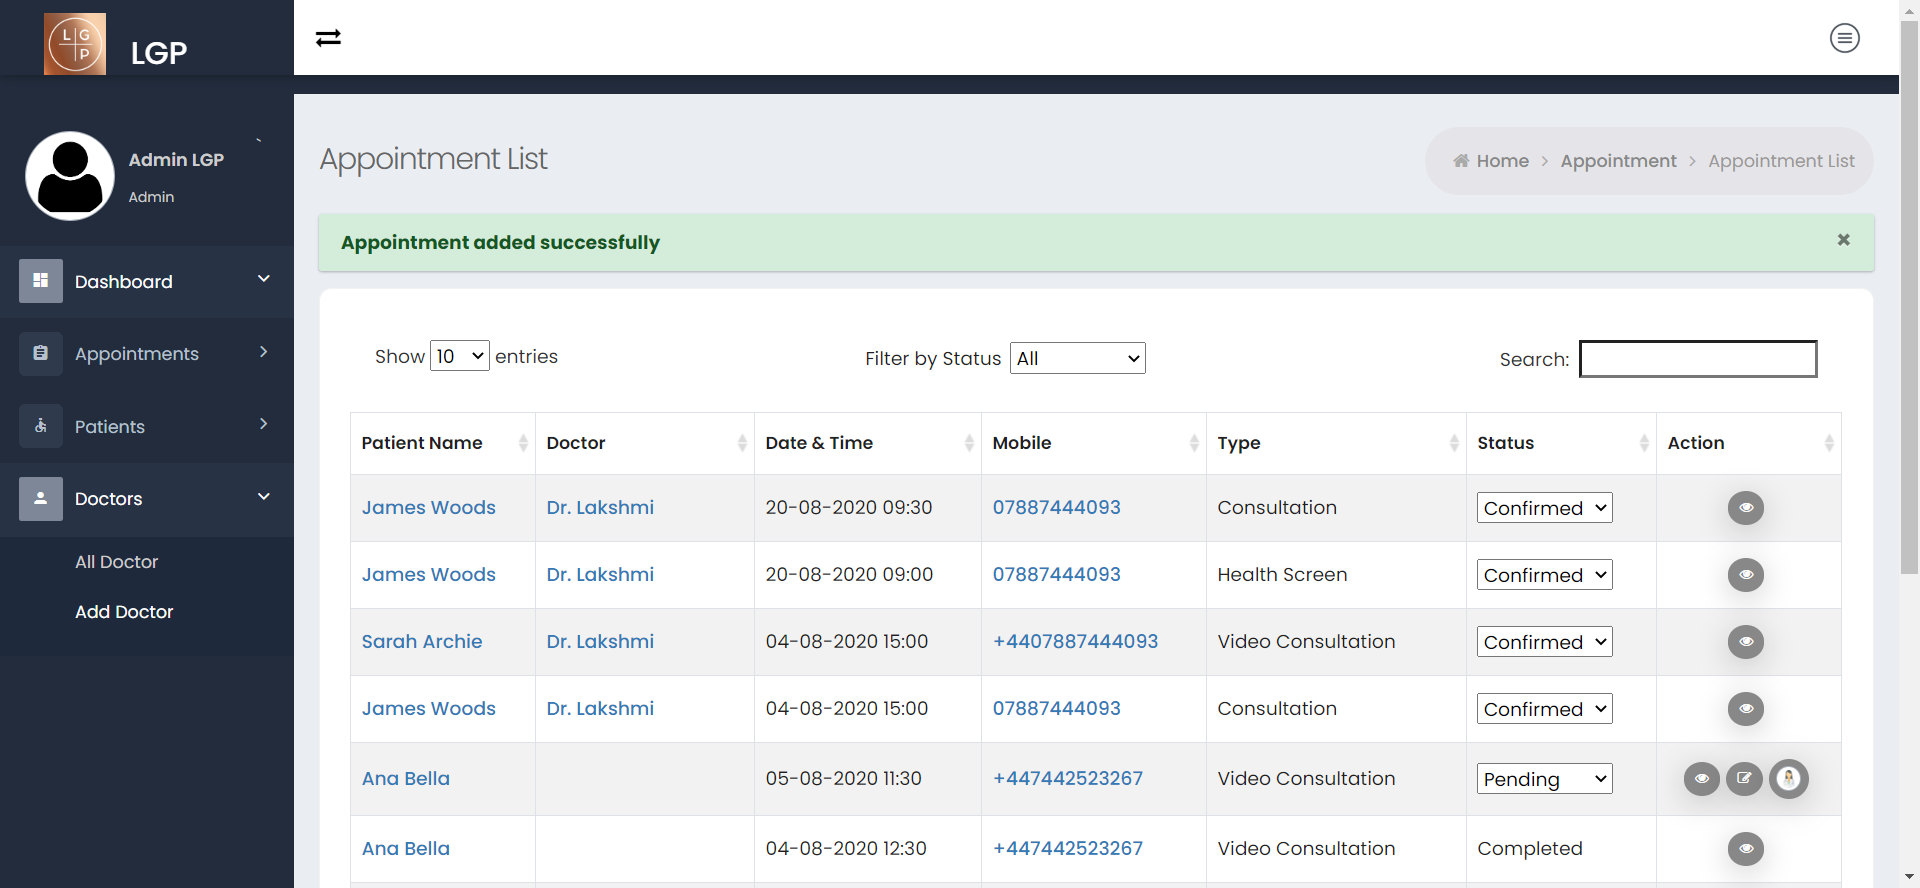 LGP
LGP
Admin LGP
Admin
Dashboard
Appointments
Patients
Doctors
All Doctor
Add Doctor
Appointment List
Home > Appointment > Appointment List
Appointment added successfully
Show 10 entries
Filter by Status All
Search:
Patient Name Doctor Date & Time Mobile Type Status Action
James Woods Dr. Lakshmi 20-08-2020 09:30 07887444093 Consultation Confirmed
James Woods Dr. Lakshmi 20-08-2020 09:00 07887444093 Health Screen Confirmed
Sarah Archie Dr. Lakshmi 04-08-2020 15:00 +4407887444093 Video Consultation Confirmed
James Woods Dr. Lakshmi 04-08-2020 15:00 07887444093 Consultation Confirmed
Ana Bella 05-08-2020 11:30 +447442523267 Video Consultation Pending
Ana Bella 04-08-2020 12:30 +447442523267 Video Consultation Completed